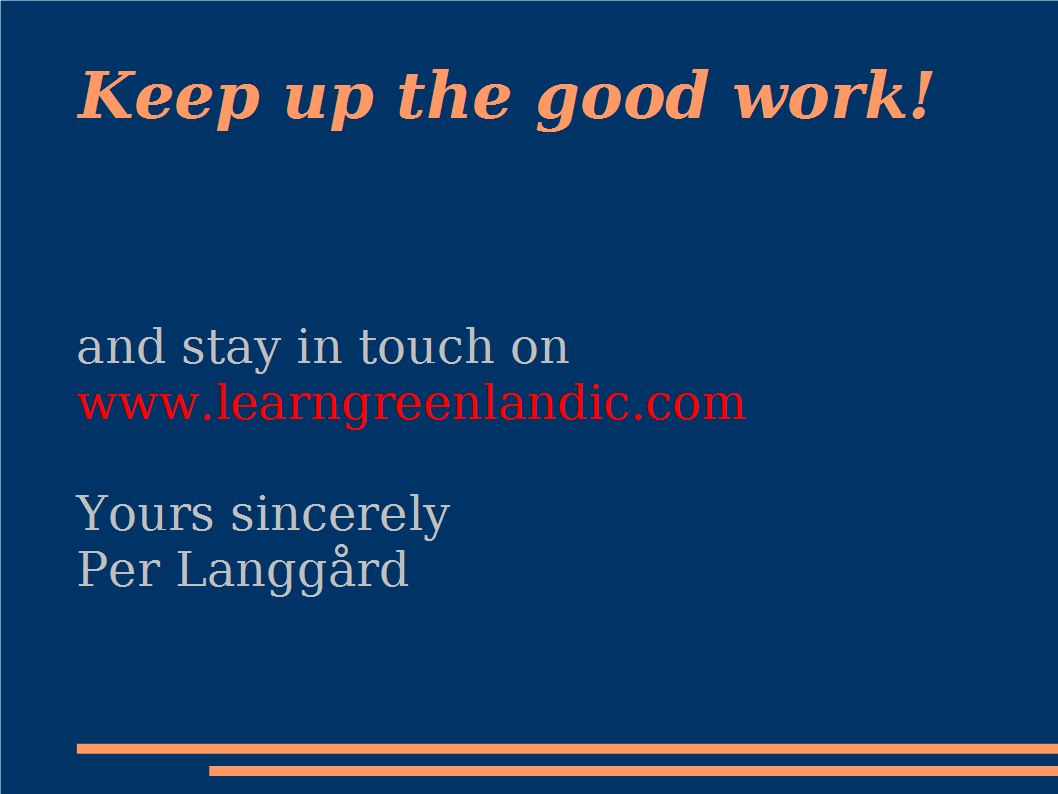 Keep up the good work!
and stay in touch on
www.learngreenlandic.com
Yours sincerely
Per Langgård